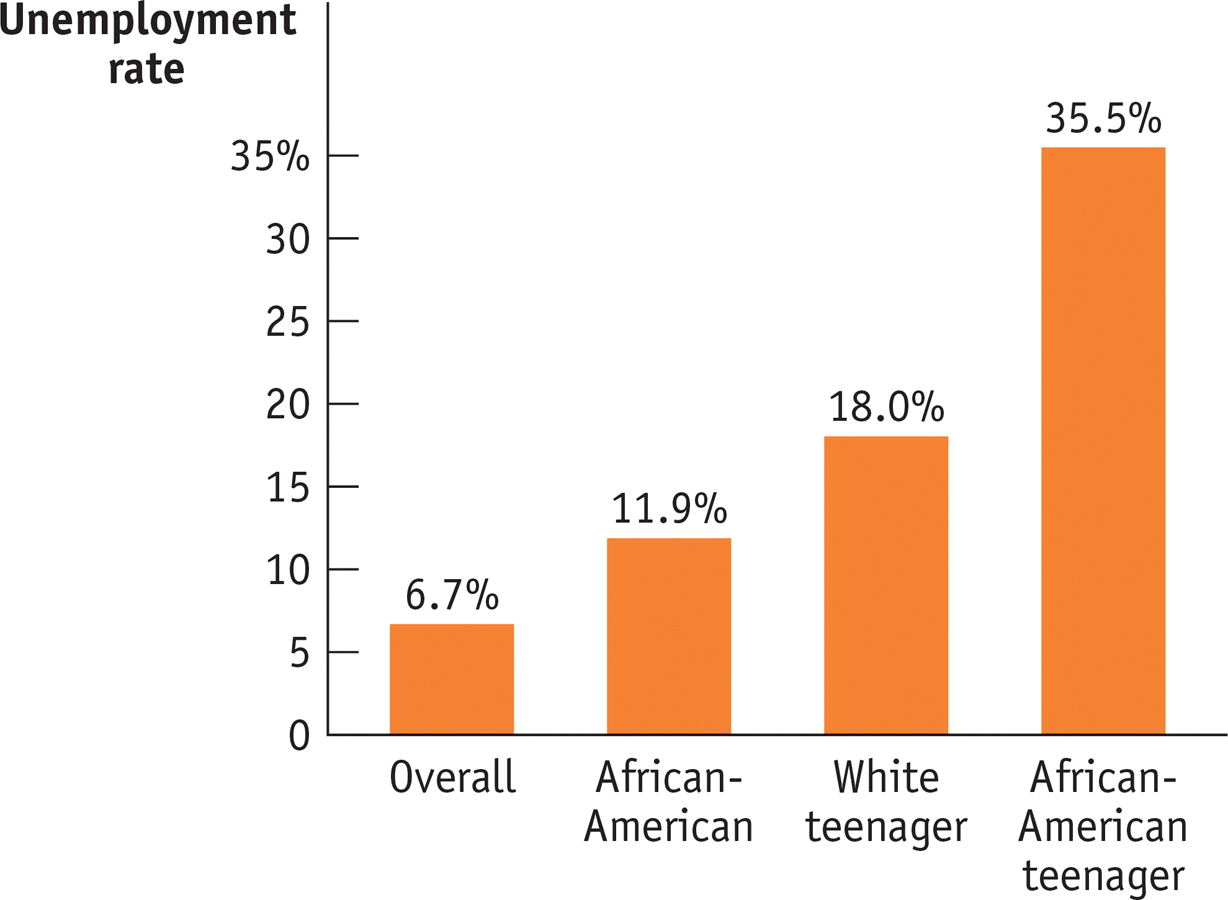 Unemployment
rate
35%
30
25
20
15
10
5
0
6.7%
11.9%
18.0%
35.5%
Overall
African-
American
White
teenager
African-
American
teenager